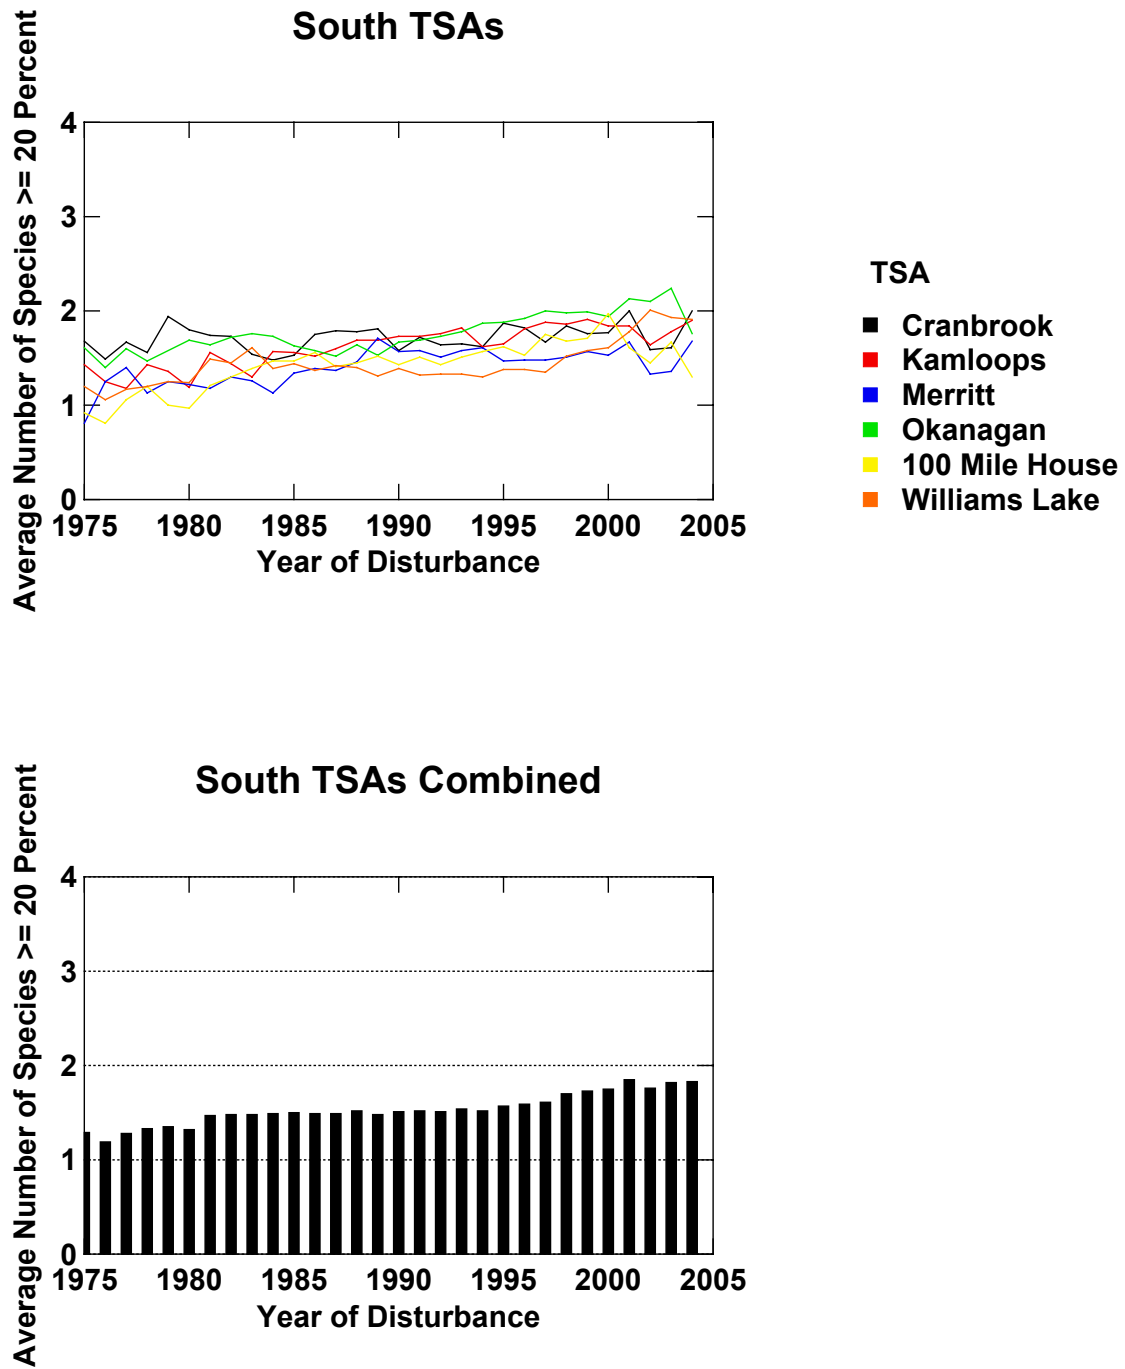 South TSAs
Average Number of Species >= 20 Percent
4
3
2
1
0
1975 1980 1985 1990 1995 2000 2005
Year of Disturbance
TSA
Cranbrook
Kamloops
Merritt
Okanagan
100 Mile House
Williams Lake
South TSAs Combined
Average Number of Species >= 20 Percent
4
3
2
1
0
1975 1980 1985 1990 1995 2000 2005
Year of Disturbance